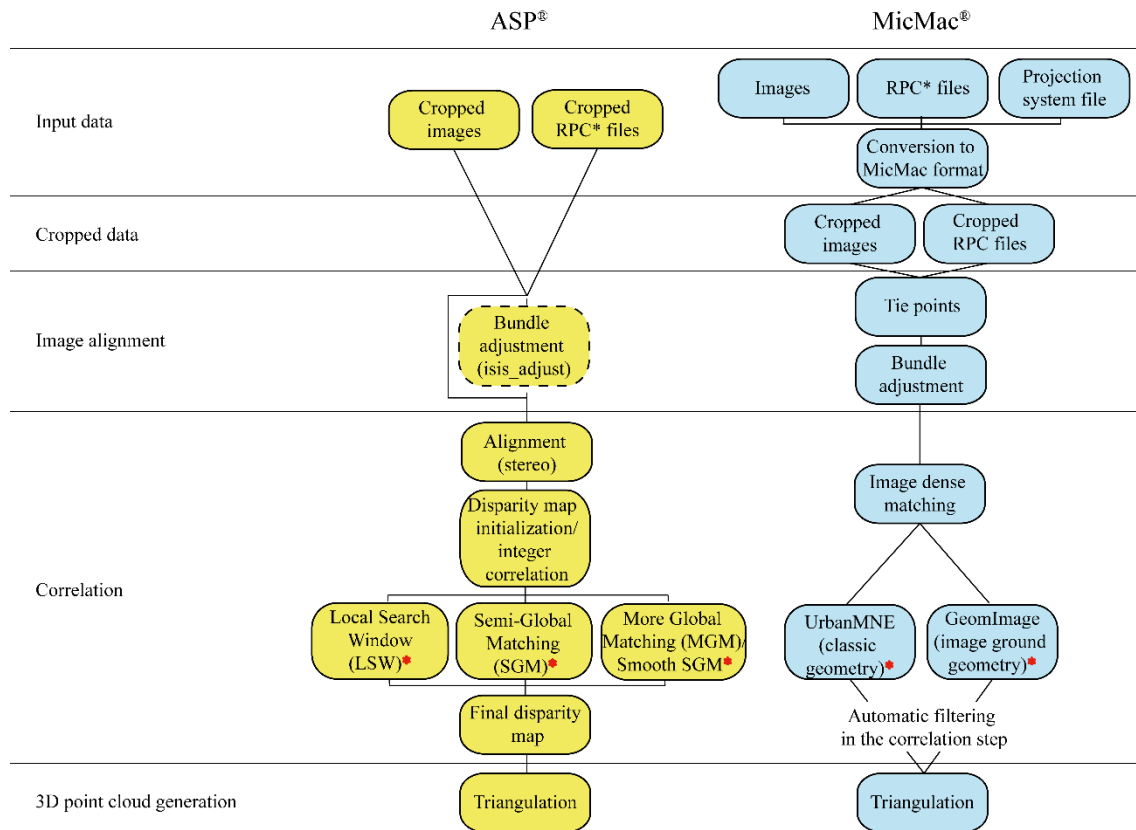 ASP®
MicMac®
Input data
Cropped
images
Cropped
RPC* files
Images
RPC* files
Projection
system file
Conversion to
MicMac format
Cropped data
Cropped
images
Cropped
RPC files
Image alignment
Bundle
adjustment
(isis_adjust)
Tie points
Bundle
adjustment
Correlation
Alignment
(stereo)
Disparity map
initialization/
integer
correlation
Local Search
Window
(LSW)*
Semi-Global
Matching
(SGM)*
More Global
Matching (MGM)/
Smooth SGM*
Final disparity
map
Image dense
matching
UrbanMNE
(classic
geometry)*
GeomImage
(image ground
geometry)*
Automatic filtering
in the correlation step
3D point cloud generation
Triangulation
Triangulation